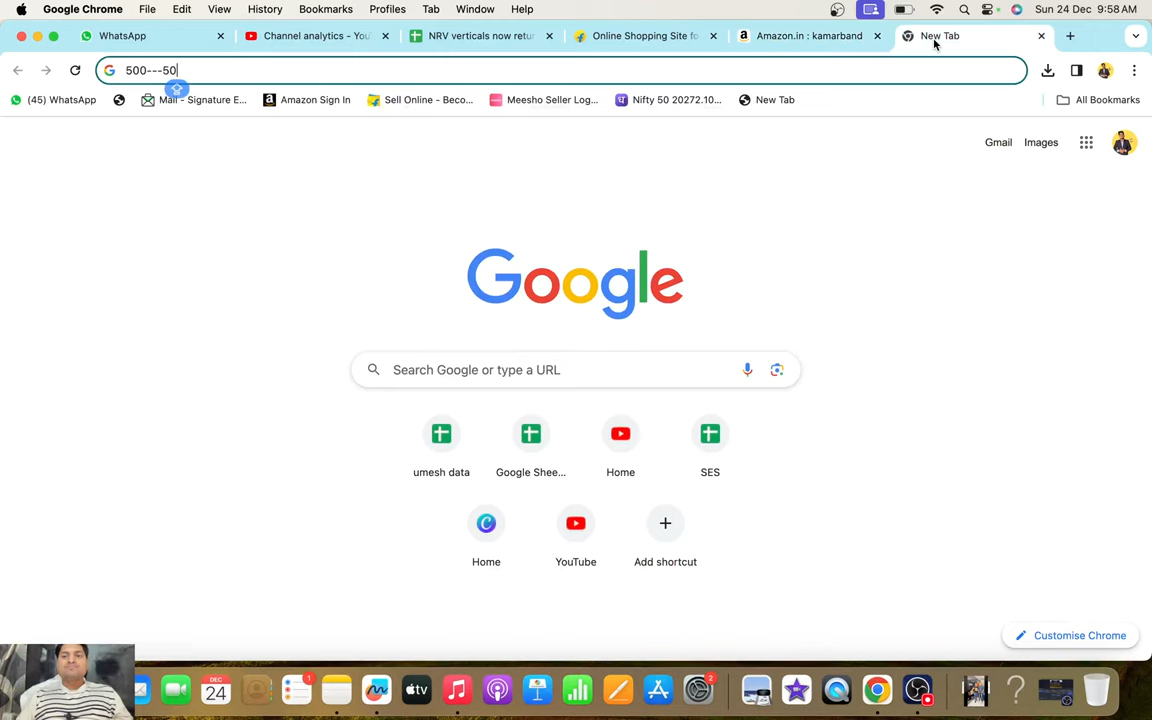 Google Chrome File Edit View History Bookmarks Profiles Tab Window Help Sun 24 Dec 9:58 AM
WhatsApp Channel analytics - You NRV verticals now retur Online Shopping Site fo Amazon.in : kamarband New Tab
500---50
(45) WhatsApp Mail - Signature E... Amazon Sign In Sell Online - Beco... Meesho Seller Log... Nifty 50 20272.10... New Tab All Bookmarks
Gmail Images
Google
Search Google or type a URL
umesh data Google Shee... Home SES
Home YouTube Add shortcut
Customise Chrome
DEC 24 1 tv 2